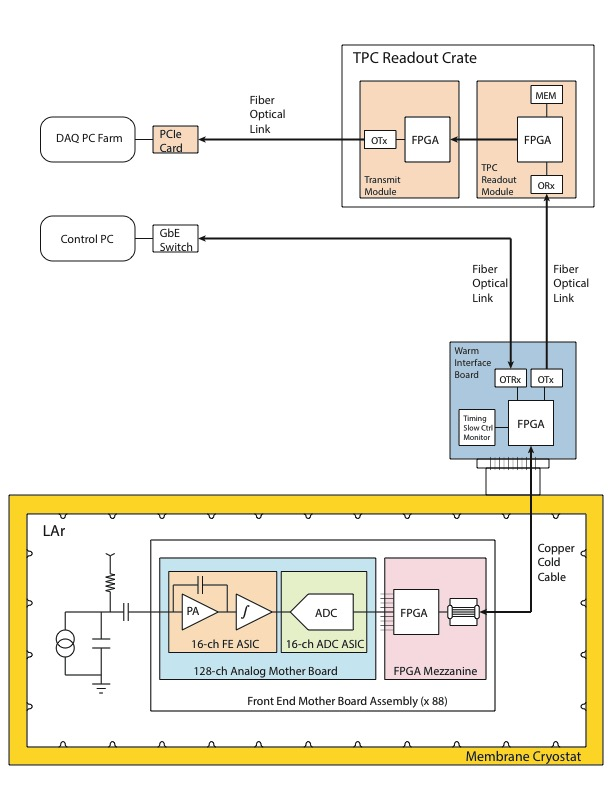 TPC Readout Crate
MEM
Fiber
Optical
Link
DAQ PC Farm
PCIe
Card
OTx
FPGA
FPGA
Transmit
Module
TPC
Readout
Module
ORx
Control PC
GbE
Switch
Fiber
Optical
Link
Fiber
Optical
Link
Warm
Interface
Board
OTRx
OTx
Timing
Slow Ctrl
Monitor
FPGA
LAr
Copper
Cold
Cable
PA
∫
ADC
FPGA
16-ch FE ASIC
16-ch ADC ASIC
128-ch Analog Mother Board
FPGA Mezzanine
Front End Mother Board Assembly (x 88)
Membrane Cryostat